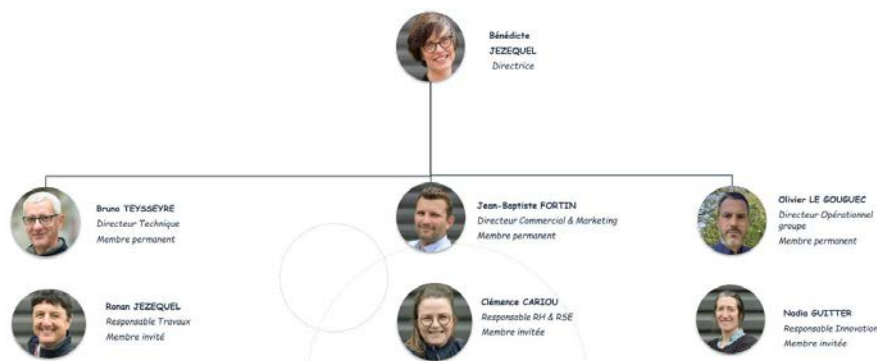 Bénédicte
JEZEQUEL
Directrice
Bruno TEYSSEYRE
Directeur Technique
Membre permanent
Jean-Baptiste FORTIN
Directeur Commercial & Marketing
Membre permanent
Olivier LE GOUGUEC
Directeur Opérationnel
groupe
Membre permanent
Ronan JEZEQUEL
Responsable Travaux
Membre invité
Clémence CARIOU
Responsable RH & RSE
Membre invitée
Nadia GUITTER
Responsable Innovation
Membre invitée